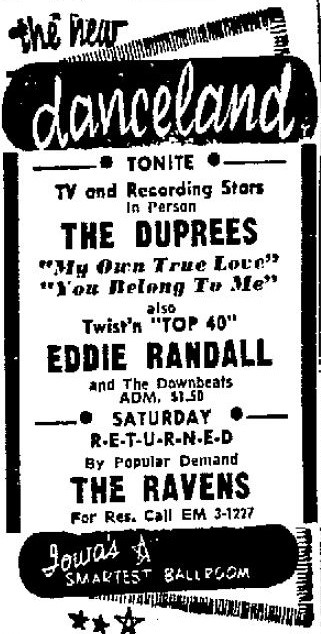 the new
danceland
TONITE
TV and Recording Stars
In Person
THE DUPREES
"My Own True Love"
"You Belong To Me"
also
Twist'n "TOP 40"
EDDIE RANDALL
and The Downbeats
ADM. $1.50
SATURDAY
R-E-T-U-R-N-E-D
By Popular Demand
THE RAVENS
For Res. Call EM 3-1227
Iowa's
SMARTEST BALLROOM